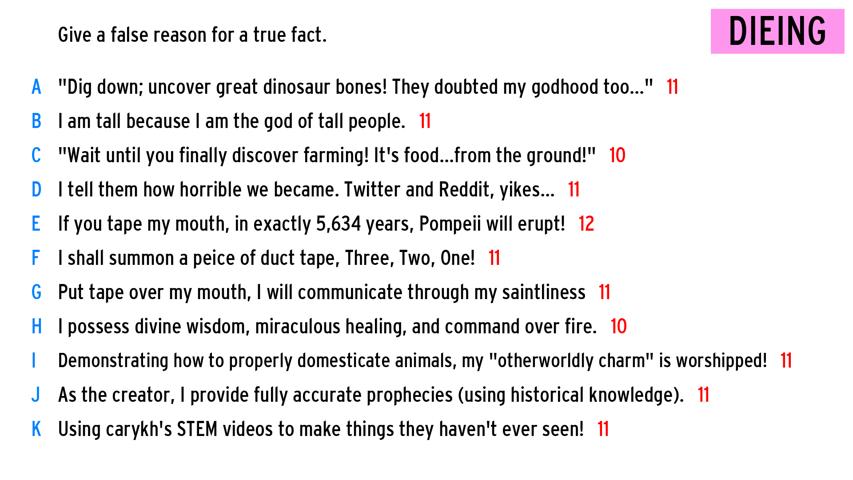 Give a false reason for a true fact.
DIEING
A "Dig down; uncover great dinosaur bones! They doubted my godhood too..." 11
B I am tall because I am the god of tall people. 11
C "Wait until you finally discover farming! It's food...from the ground!" 10
D I tell them how horrible we became. Twitter and Reddit, yikes... 11
E If you tape my mouth, in exactly 5,634 years, Pompeii will erupt! 12
F I shall summon a peice of duct tape, Three, Two, One! 11
G Put tape over my mouth, I will communicate through my saintliness 11
H I possess divine wisdom, miraculous healing, and command over fire. 10
I Demonstrating how to properly domesticate animals, my "otherworldly charm" is worshipped! 11
J As the creator, I provide fully accurate prophecies (using historical knowledge). 11
K Using carykh's STEM videos to make things they haven't ever seen! 11